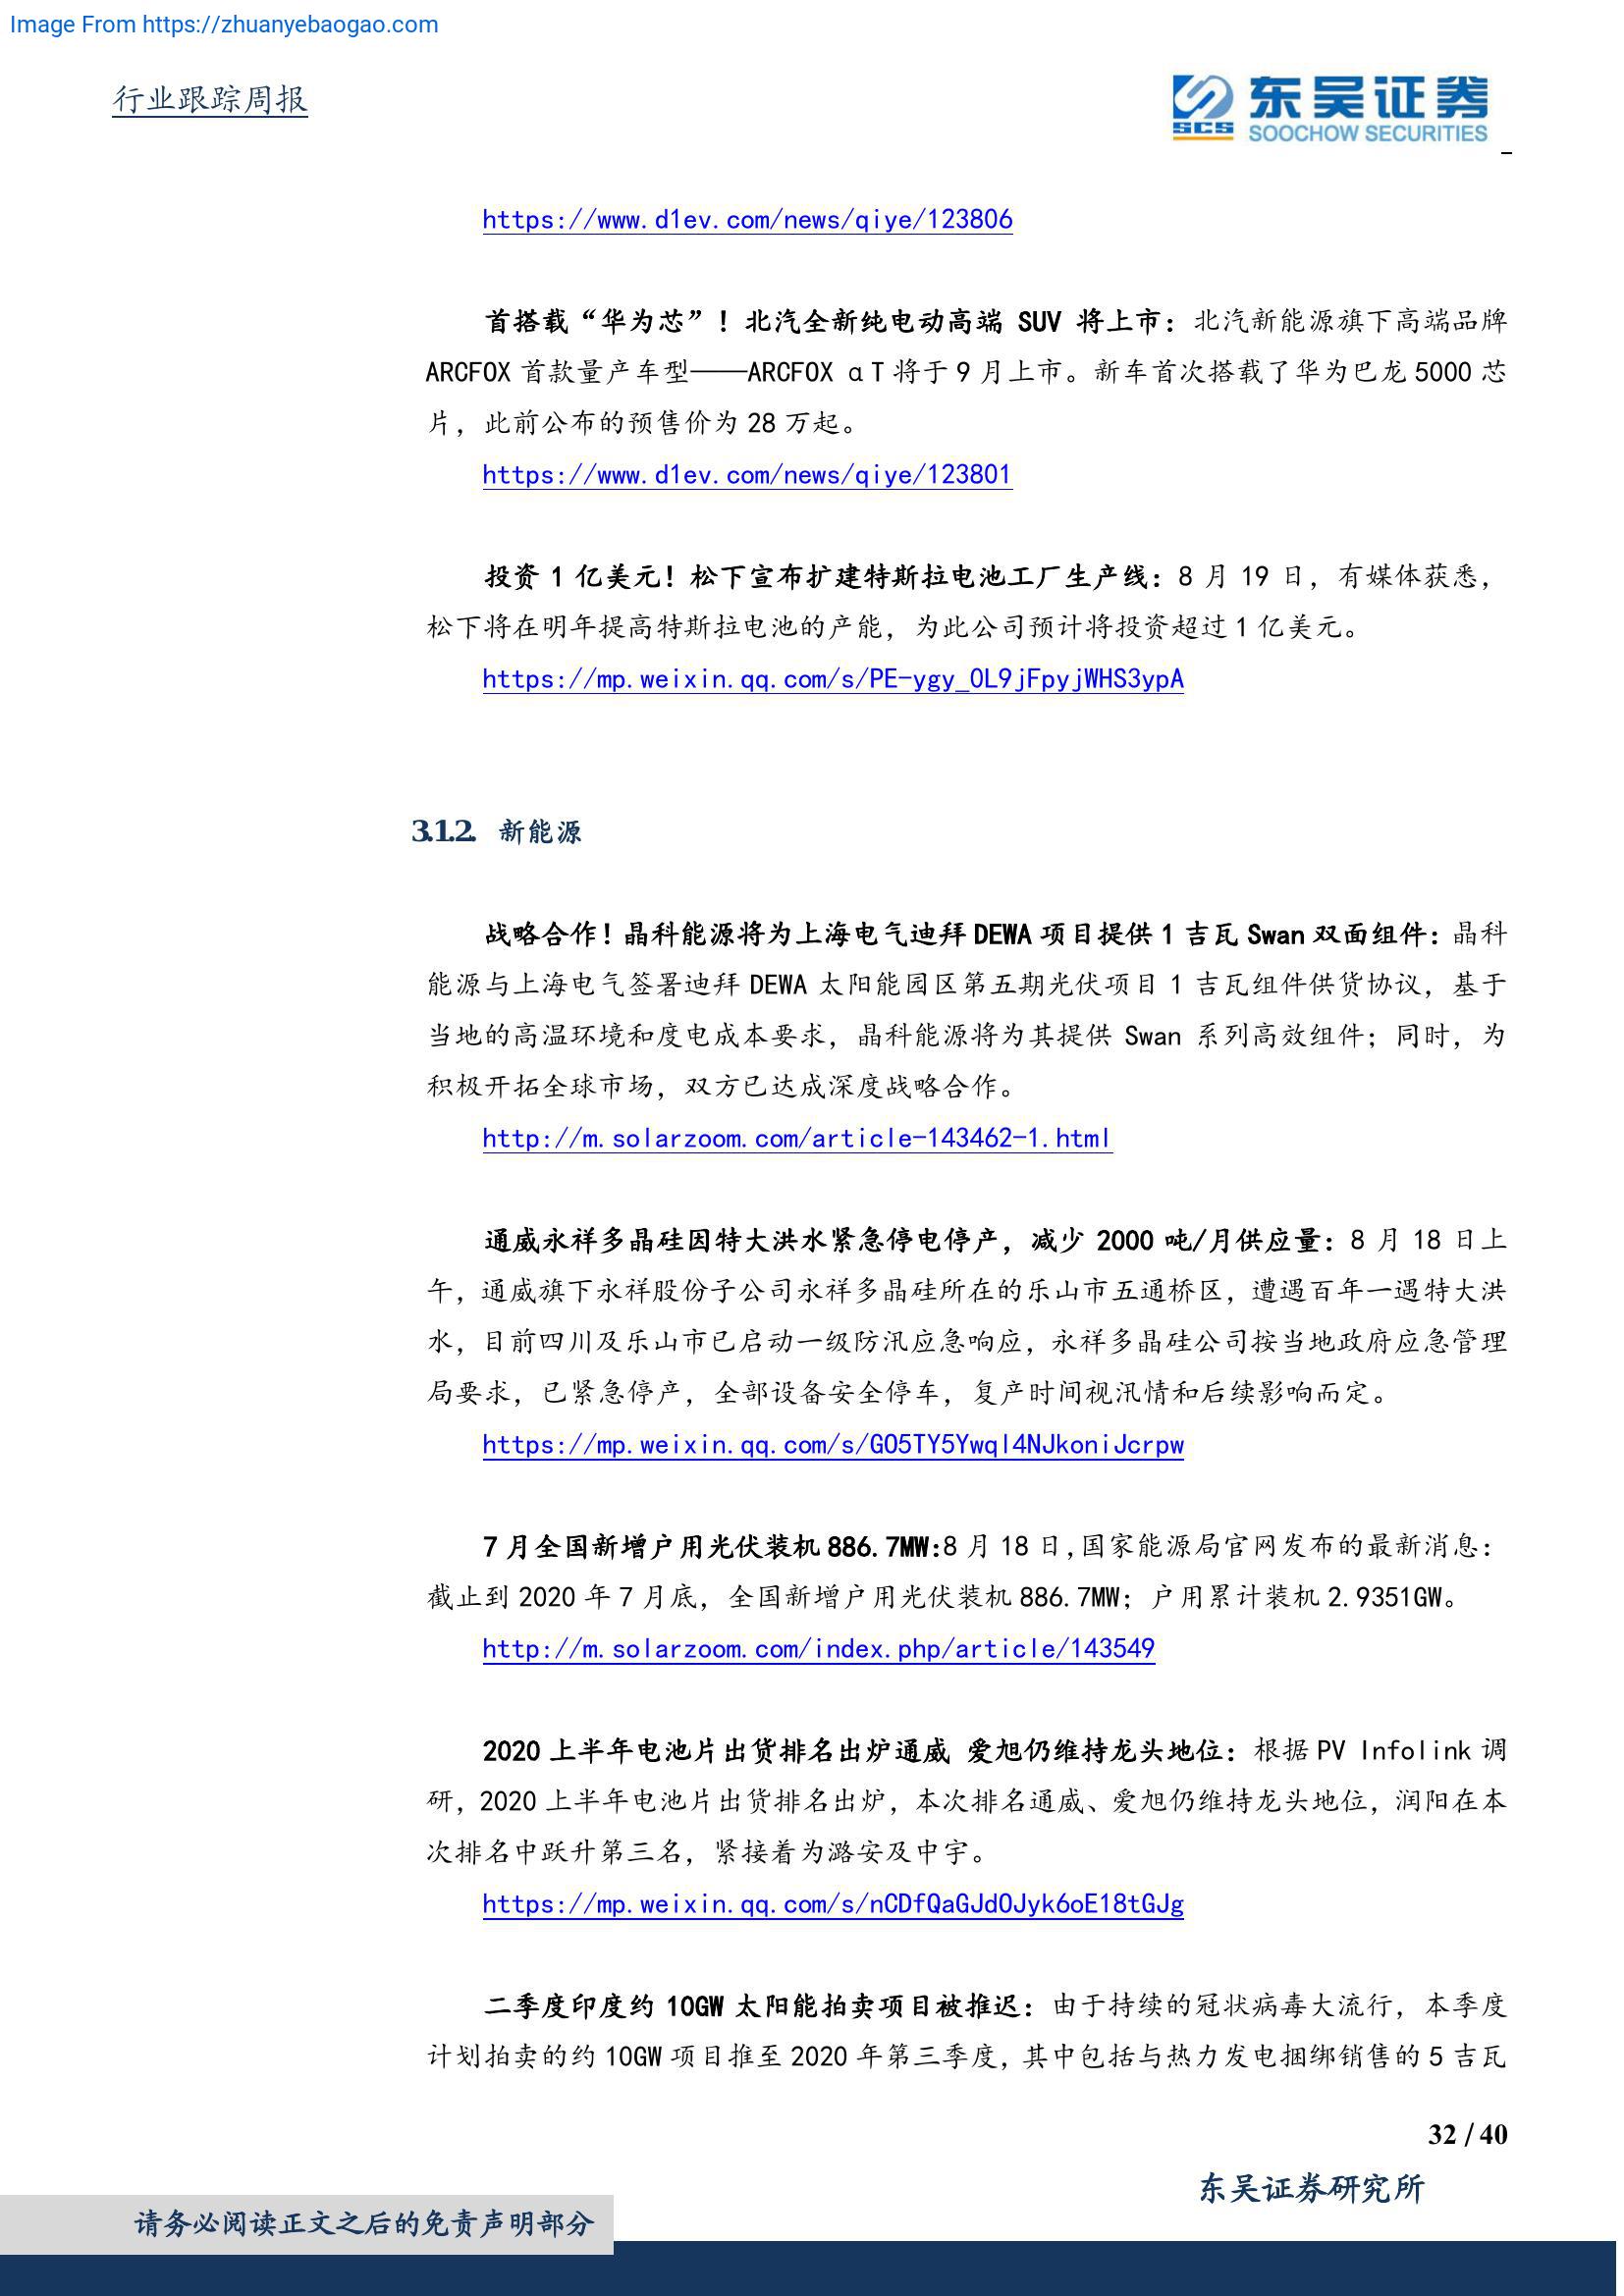 Image From https://zhuanyebaogao.com
行业跟踪周报
东吴证券
SCS
SOOCHOW SECURITIES
https://www.d1ev.com/news/qiye/123806
首搭载“华为芯”！北汽全新纯电动高端 SUV 将上市：北汽新能源旗下高端品牌
ARCFOX 首款量产车型——ARCFOX αT 将于 9 月上市。新车首次搭载了华为巴龙 5000 芯
片，此前公布的预售价为 28 万起。
https://www.d1ev.com/news/qiye/123801
投资 1 亿美元！松下宣布扩建特斯拉电池工厂生产线：8 月 19 日，有媒体获悉，
松下将在明年提高特斯拉电池的产能，为此公司预计将投资超过 1 亿美元。
https://mp.weixin.qq.com/s/PE-ygy_0L9jFpyjWHS3ypA
3.1.2. 新能源
战略合作！晶科能源将为上海电气迪拜 DEWA 项目提供 1 吉瓦 Swan 双面组件：晶科
能源与上海电气签署迪拜 DEWA 太阳能园区第五期光伏项目 1 吉瓦组件供货协议，基于
当地的高温环境和度电成本要求，晶科能源将为其提供 Swan 系列高效组件；同时，为
积极开拓全球市场，双方已达成深度战略合作。
http://m.solarzoom.com/article-143462-1.html
通威永祥多晶硅因特大洪水紧急停电停产，减少 2000 吨/月供应量：8 月 18 日上
午，通威旗下永祥股份子公司永祥多晶硅所在的乐山市五通桥区，遭遇百年一遇特大洪
水，目前四川及乐山市已启动一级防汛应急响应，永祥多晶硅公司按当地政府应急管理
局要求，已紧急停产，全部设备安全停车，复产时间视汛情和后续影响而定。
https://mp.weixin.qq.com/s/GO5TY5Ywql4NJkoniJcrpw
7 月全国新增户用光伏装机 886.7MW:8 月 18 日,国家能源局官网发布的最新消息：
截止到 2020 年 7 月底，全国新增户用光伏装机 886.7MW；户用累计装机 2.9351GW。
http://m.solarzoom.com/index.php/article/143549
2020 上半年电池片出货排名出炉通威 爱旭仍维持龙头地位：根据 PV Infolink 调
研，2020 上半年电池片出货排名出炉，本次排名通威、爱旭仍维持龙头地位，润阳在本
次排名中跃升第三名，紧接着为潞安及中宇。
https://mp.weixin.qq.com/s/nCDfQaGJdOJyk6oE18tGJg
二季度印度约 10GW 太阳能拍卖项目被推迟：由于持续的冠状病毒大流行，本季度
计划拍卖的约 10GW 项目推至 2020 年第三季度，其中包括与热力发电捆绑销售的 5 吉瓦
32 / 40
东吴证券研究所
请务必阅读正文之后的免责声明部分